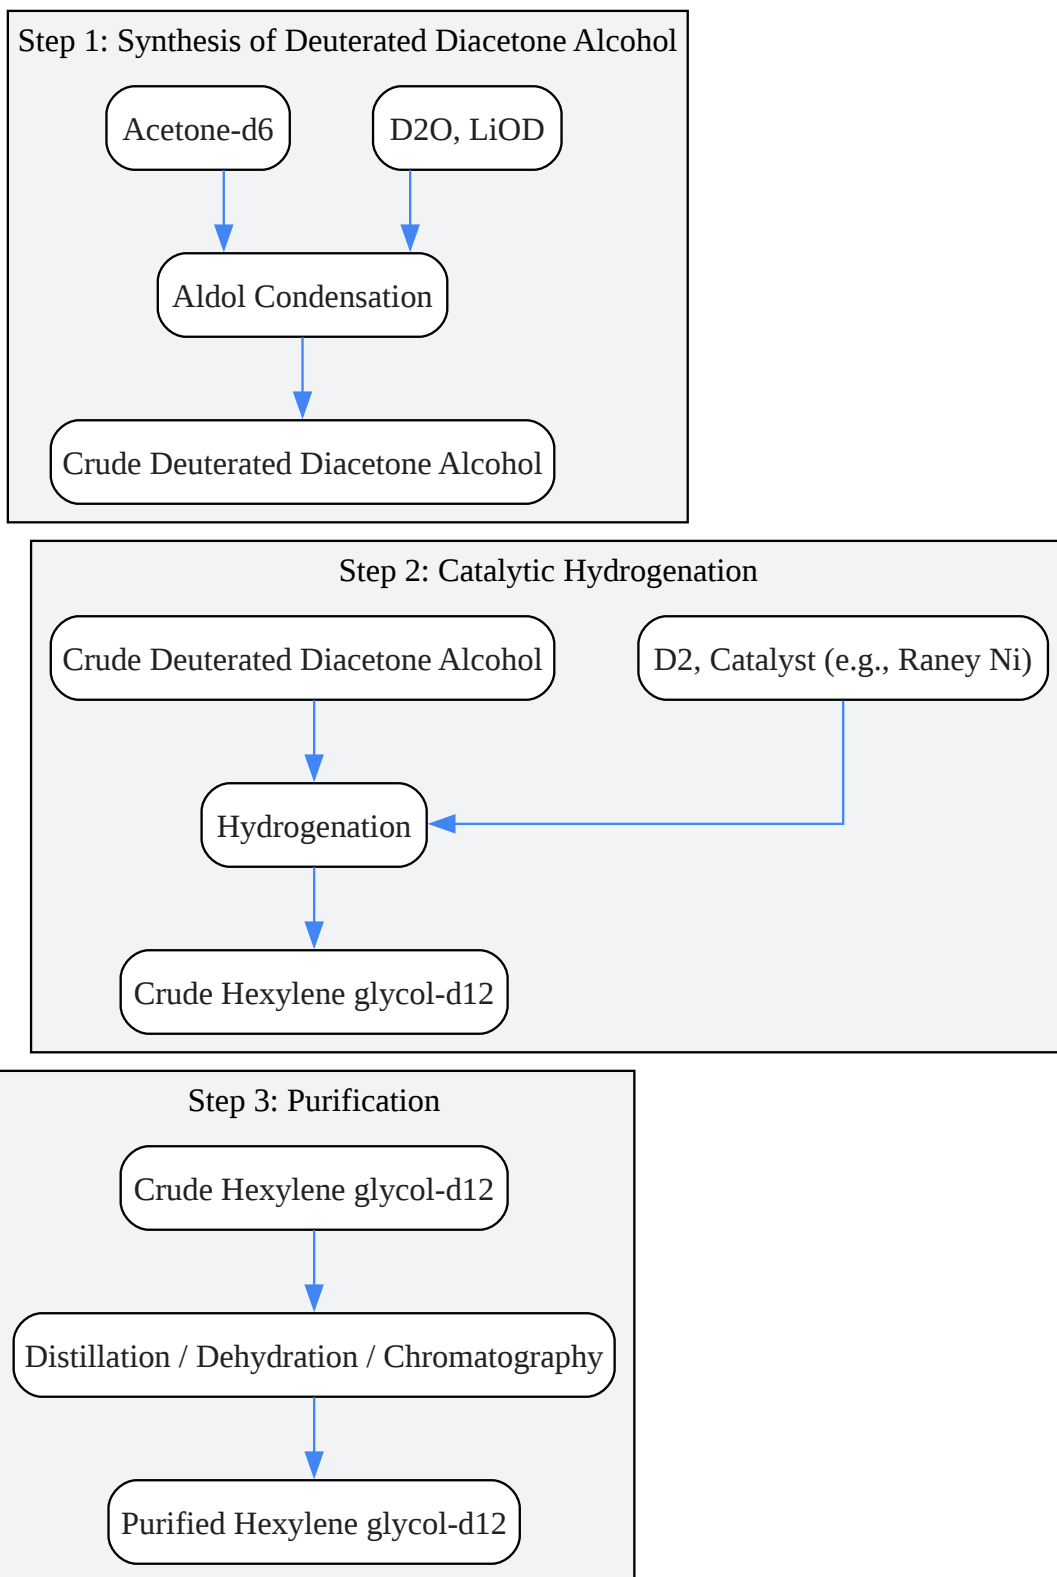 Step 1: Synthesis of Deuterated Diacetone Alcohol
Acetone-d6
D2O, LiOD
Aldol Condensation
Crude Deuterated Diacetone Alcohol
Step 2: Catalytic Hydrogenation
Crude Deuterated Diacetone Alcohol
D2, Catalyst (e.g., Raney Ni)
Hydrogenation
Crude Hexylene glycol-d12
Step 3: Purification
Crude Hexylene glycol-d12
Distillation / Dehydration / Chromatography
Purified Hexylene glycol-d12